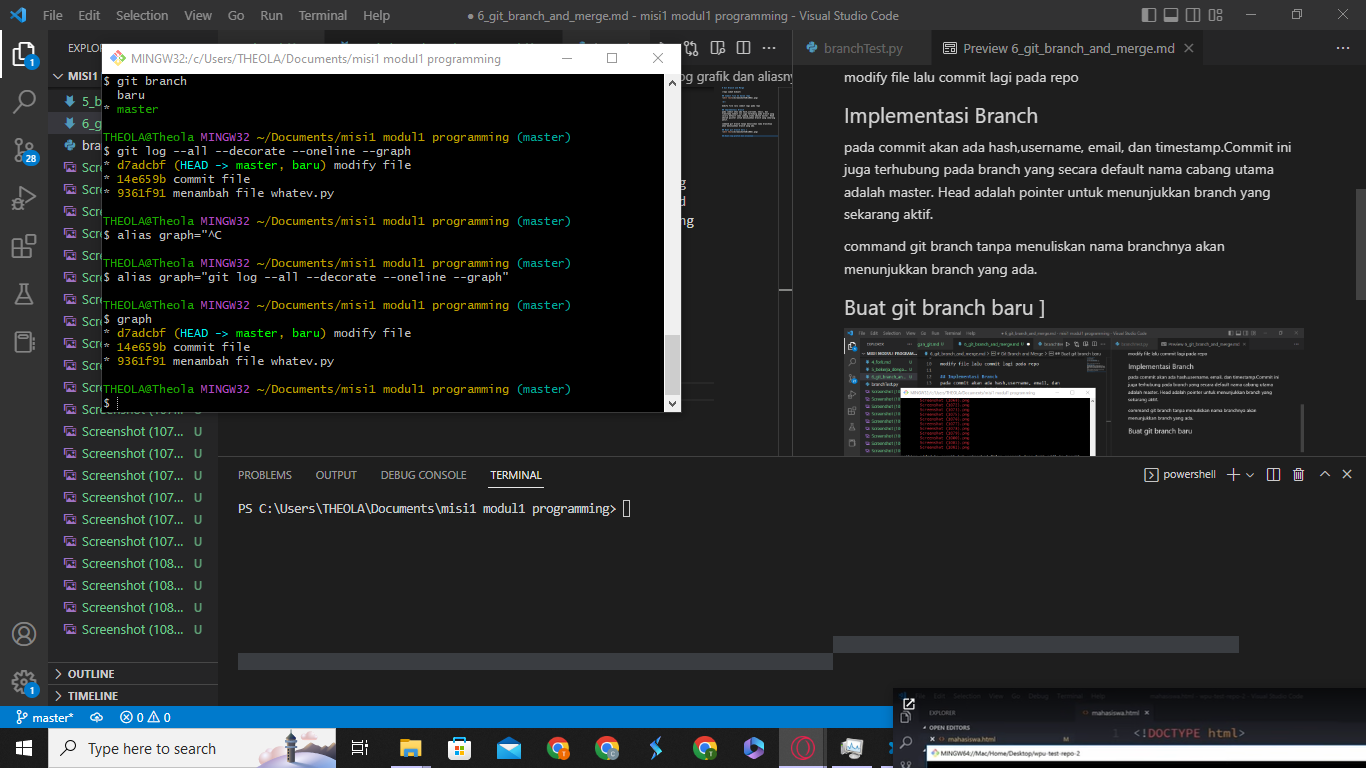 File Edit Selection View Go Run Terminal Help
● 6_git_branch_and_merge.md - misi1 modul1 programming - Visual Studio Code
EXPLOR
MISI1
5_b
6_g
bra
Scre
MINGW32:/c/Users/THEOLA/Documents/misi1 modul1 programming
$ git branch
baru
* master
THEOLA@Theola MINGW32 ~/Documents/misi1 modul1 programming (master)
$ git log --all --decorate --oneline --graph
* d7adcbf (HEAD -> master, baru) modify file
* 14e659b commit file
* 9361f91 menambah file whatev.py
THEOLA@Theola MINGW32 ~/Documents/misi1 modul1 programming (master)
$ alias graph="^C
THEOLA@Theola MINGW32 ~/Documents/misi1 modul1 programming (master)
$ alias graph="git log --all --decorate --oneline --graph"
THEOLA@Theola MINGW32 ~/Documents/misi1 modul1 programming (master)
$ graph
* d7adcbf (HEAD -> master, baru) modify file
* 14e659b commit file
* 9361f91 menambah file whatev.py
THEOLA@Theola MINGW32 ~/Documents/misi1 modul1 programming (master)
$
og grafik dan aliasny
branchTest.py
Preview 6_git_branch_and_merge.md
modify file lalu commit lagi pada repo
Implementasi Branch
pada commit akan ada hash,username, email, dan timestamp.Commit ini
juga terhubung pada branch yang secara default nama cabang utama
adalah master. Head adalah pointer untuk menunjukkan branch yang
sekarang aktif.
command git branch tanpa menuliskan nama branchnya akan
menunjukkan branch yang ada.
Buat git branch baru ]
Screenshot (107... U
Screenshot (107... U
Screenshot (107... U
Screenshot (107... U
Screenshot (107... U
Screenshot (108... U
Screenshot (108... U
Screenshot (108... U
Screenshot (108... U
Screenshot (108... U
OUTLINE
TIMELINE
PROBLEMS OUTPUT DEBUG CONSOLE TERMINAL
powershell
PS C:\Users\THEOLA\Documents\misi1 modul1 programming>
master*
0 0
EXPLORER
OPEN EDITORS
mahasiswa.html M
mahasiswa.html
1 <!DOCTYPE html>
MINGW64://Mac/Home/Desktop/wpu-test-repo-2
Type here to search